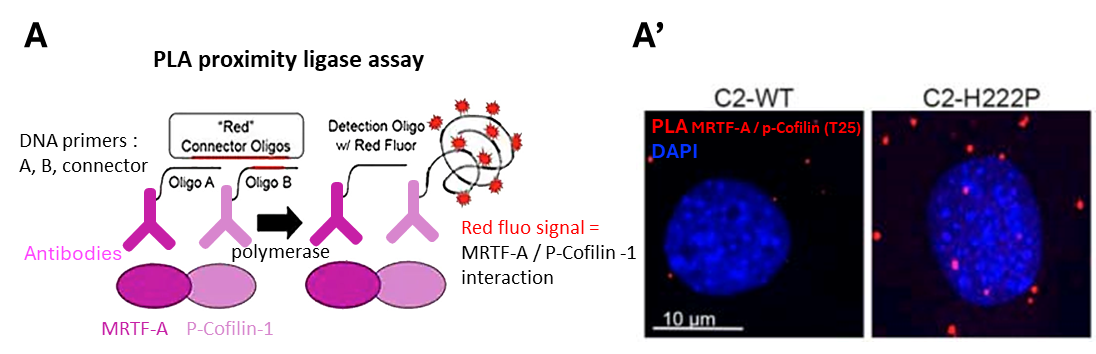 A
PLA proximity ligase assay
DNA primers :
A, B, connector
"Red"
Connector Oligos
Oligo A
Oligo B
Detection Oligo
w/ Red Fluor
Antibodies
polymerase
Red fluo signal =
MRTF-A / P-Cofilin -1
interaction
MRTF-A
P-Cofilin-1
A’
C2-WT
C2-H222P
PLA MRTF-A / p-Cofilin (T25)
DAPI
10 µm